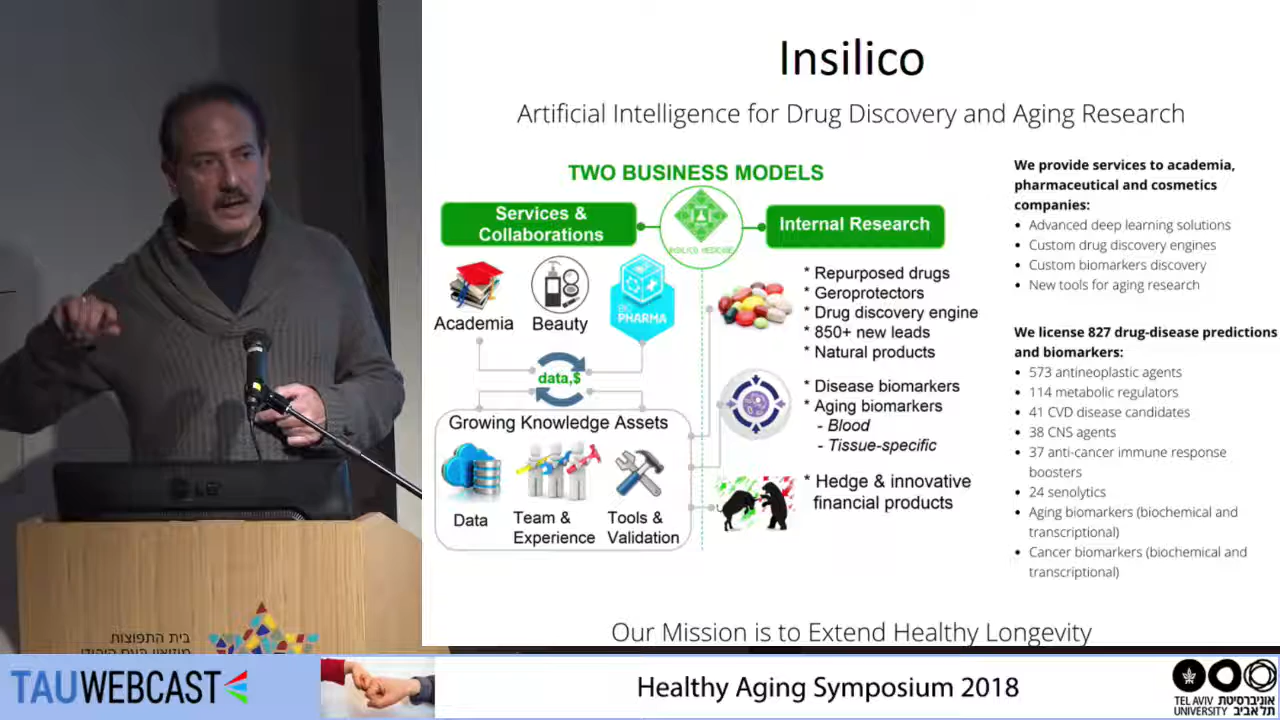 Insilico
Artificial Intelligence for Drug Discovery and Aging Research
TWO BUSINESS MODELS
Services &
Collaborations
INSILICO MEDICINE
Internal Research
Academia
Beauty
PHARMA
data,$
Growing Knowledge Assets
Data
Team &
Experience
Tools &
Validation
* Repurposed drugs
* Geroprotectors
* Drug discovery engine
* 850+ new leads
* Natural products
* Disease biomarkers
* Aging biomarkers
- Blood
- Tissue-specific
* Hedge & innovative
financial products
We provide services to academia,
pharmaceutical and cosmetics
companies:
• Advanced deep learning solutions
• Custom drug discovery engines
• Custom biomarkers discovery
• New tools for aging research
We license 827 drug-disease predictions
and biomarkers:
• 573 antineoplastic agents
• 114 metabolic regulators
• 41 CVD disease candidates
• 38 CNS agents
• 37 anti-cancer immune response
boosters
• 24 senolytics
• Aging biomarkers (biochemical and
transcriptional)
• Cancer biomarkers (biochemical and
transcriptional)
Our Mission is to Extend Healthy Longevity
LG
בית התפוצות
TAUWEBCAST
Healthy Aging Symposium 2018
TEL AVIV אוניברסיטת
UNIVERSITY תל אביב